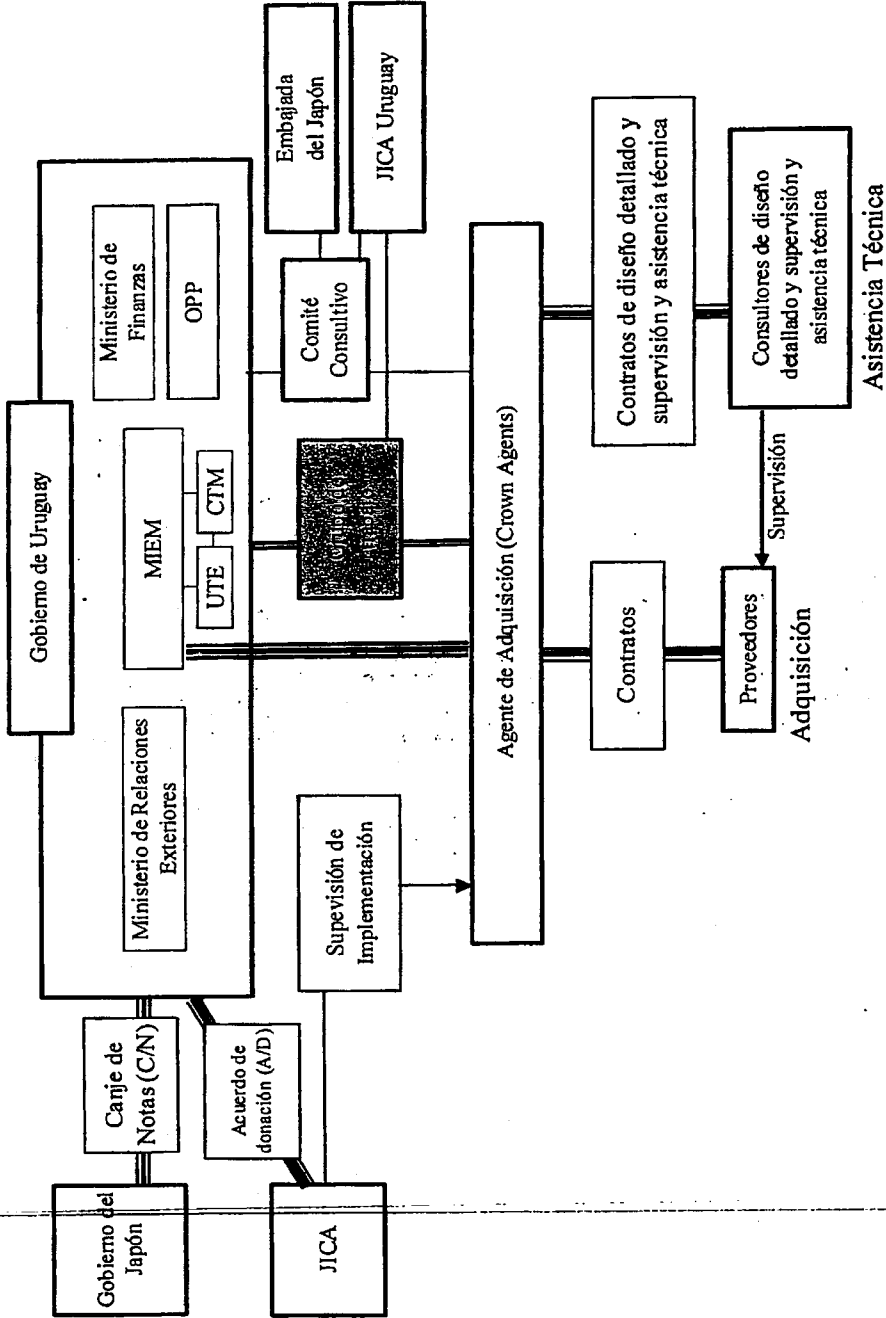 Gobierno de Uruguay
Gobierno del
Japón
Canje de
Notas (C/N)
Ministerio de Relaciones
Exteriores
MIEM
UTE
CTM
Ministerio de
Finanzas
OPP
JICA
Acuerdo de
donación (A/D)
Supevisión de
Implementación
Comité
Consultivo
Embajada
del Japón
JICA Uruguay
Agente de Adquisición (Crown Agents)
Contratos
Contratos de diseño detallado y
supervisión y asistencia técnica
Proveedores
Supervisión
Consultores de diseño
detallado y supervisión y
asistencia técnica
Adquisición
Asistencia Técnica